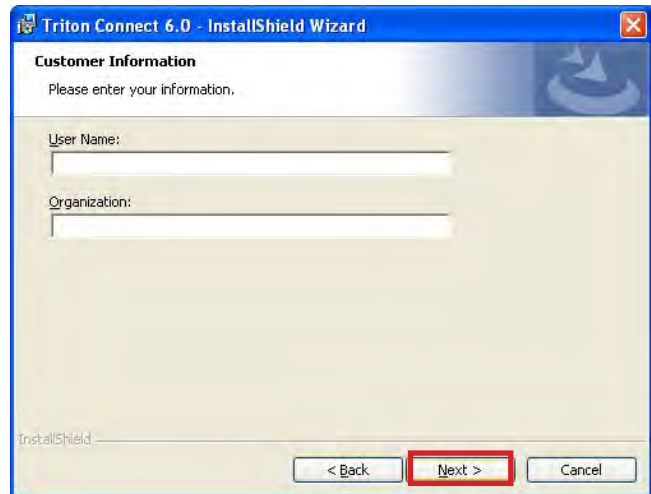 Triton Connect 6.0 - InstallShield Wizard
Customer Information
Please enter your information.
User Name:
Organization:
InstallShield
< Back Next > Cancel